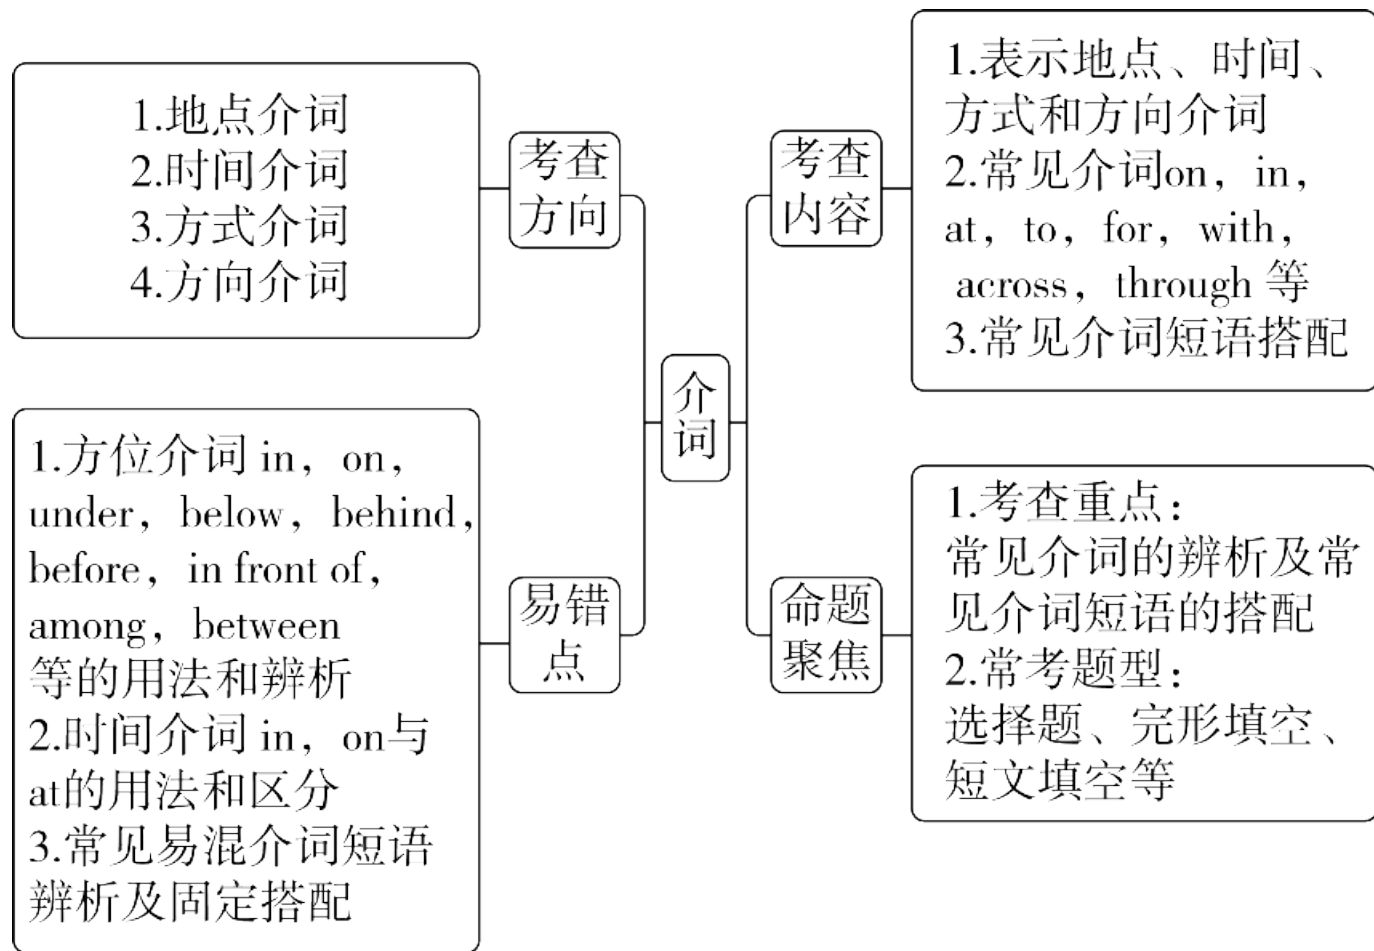 1.地点介词
2.时间介词
3.方式介词
4.方向介词
考查
方向
1.方位介词 in，on，
under，below，behind，
before，in front of，
among，between
等的用法和辨析
2.时间介词 in，on与
at的用法和区分
3.常见易混介词短语
辨析及固定搭配
易错
点
介
词
考查
内容
1.表示地点、时间、
方式和方向介词
2.常见介词on，in，
at，to，for，with，
across，through 等
3.常见介词短语搭配
命题
聚焦
1.考查重点：
常见介词的辨析及常
见介词短语的搭配
2.常考题型：
选择题、完形填空、
短文填空等